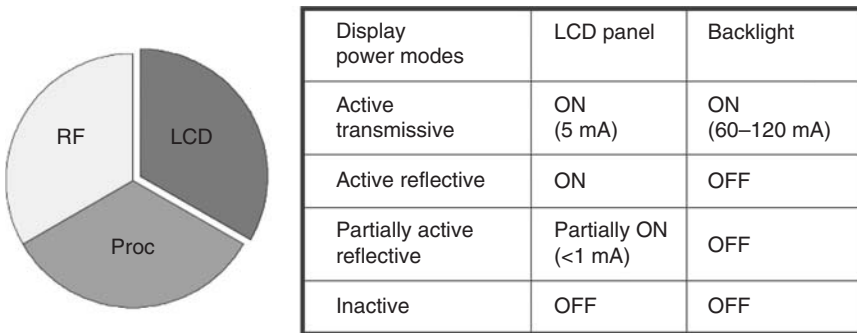 RF
LCD
Proc
Display
power modes
LCD panel
Backlight
Active
transmissive
ON
(5 mA)
ON
(60–120 mA)
Active reflective
ON
OFF
Partially active
reflective
Partially ON
(<1 mA)
OFF
Inactive
OFF
OFF